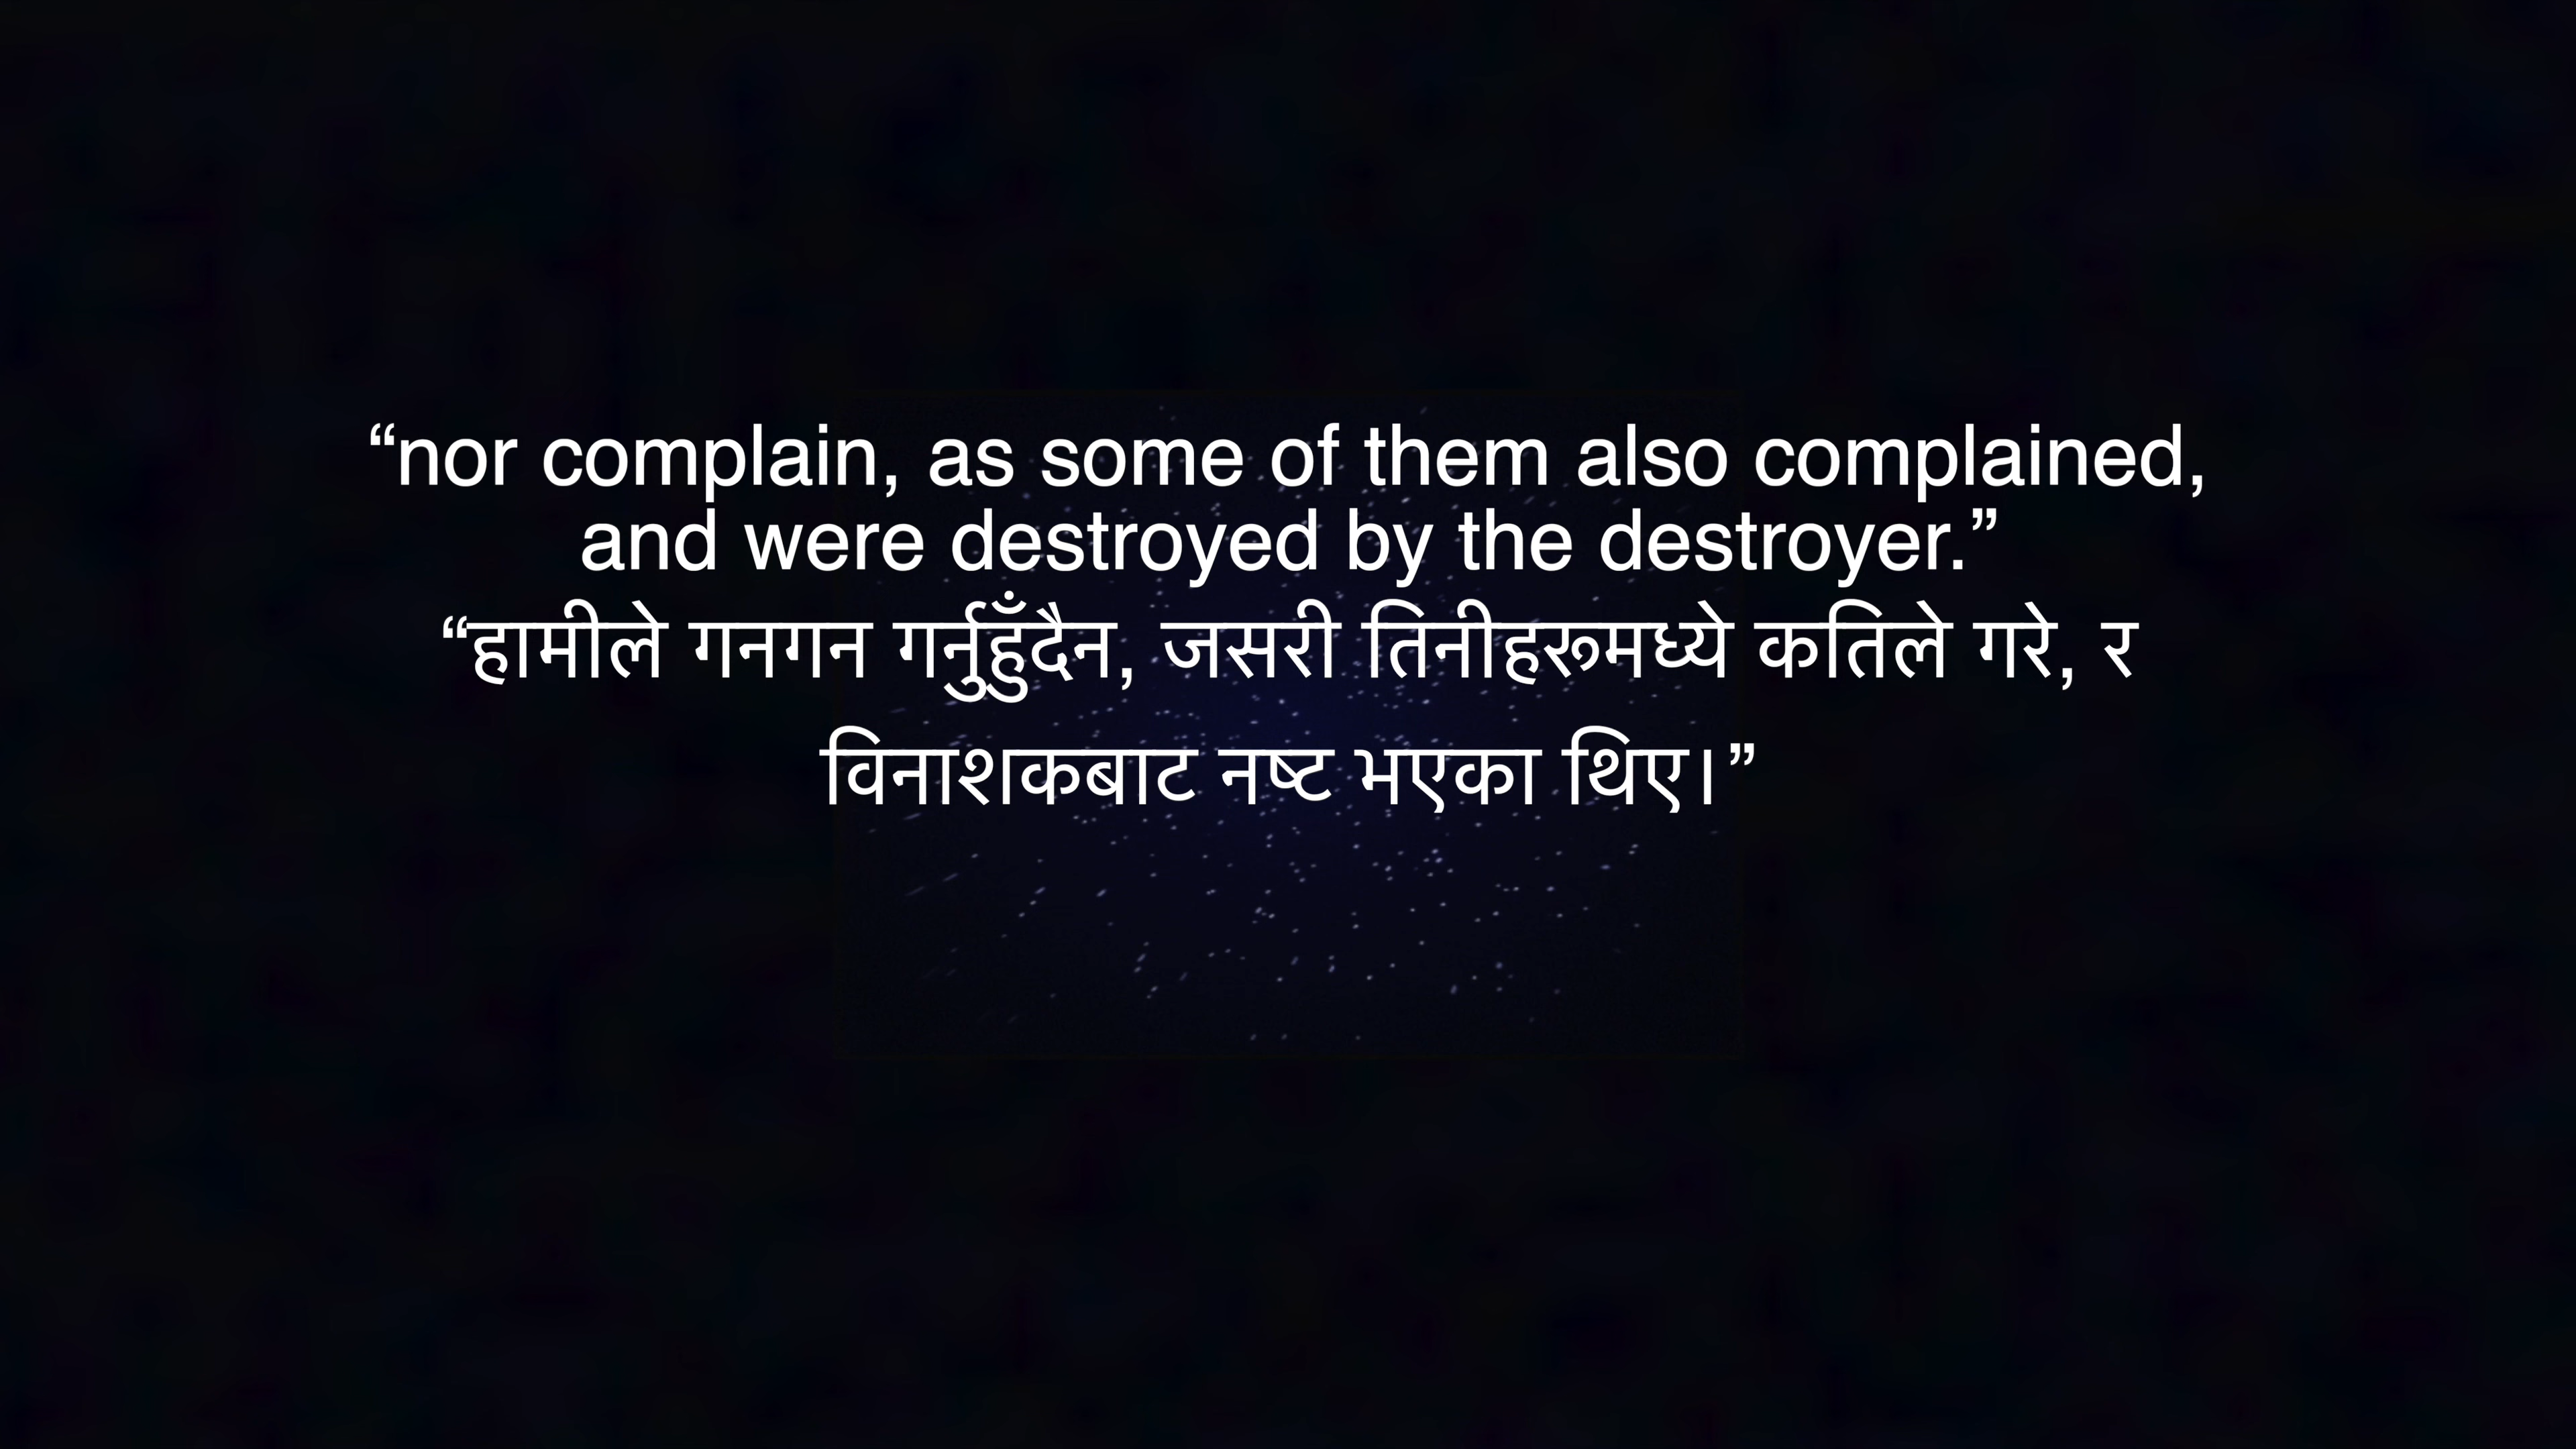 “nor complain, as some of them also complained,
and were destroyed by the destroyer.”
“हामीले गनगन गर्नुहुँदैन, जसरी तिनीहरूमध्ये कतिले गरे, र
विनाशकबाट नष्ट भएका थिए।”